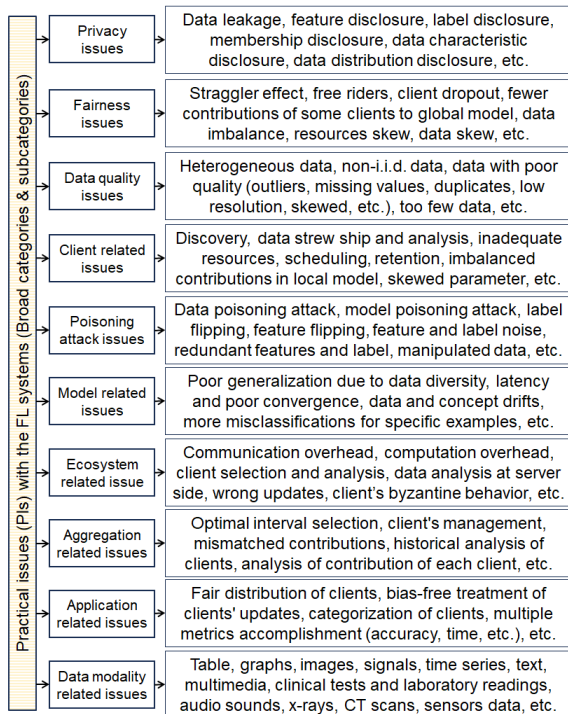 Practical issues (PIs) with the FL systems (Broad categories & subcategories)
Privacy
issues
Data leakage, feature disclosure, label disclosure,
membership disclosure, data characteristic
disclosure, data distribution disclosure, etc.
Fairness
issues
Straggler effect, free riders, client dropout, fewer
contributions of some clients to global model, data
imbalance, resources skew, data skew, etc.
Data quality
issues
Heterogeneous data, non-i.i.d. data, data with poor
quality (outliers, missing values, duplicates, low
resolution, skewed, etc.), too few data, etc.
Client related
issues
Discovery, data strew ship and analysis, inadequate
resources, scheduling, retention, imbalanced
contributions in local model, skewed parameter, etc.
Poisoning
attack issues
Data poisoning attack, model poisoning attack, label
flipping, feature flipping, feature and label noise,
redundant features and label, manipulated data, etc.
Model related
issues
Poor generalization due to data diversity, latency
and poor convergence, data and concept drifts,
more misclassifications for specific examples, etc.
Ecosystem
related issue
Communication overhead, computation overhead,
client selection and analysis, data analysis at server
side, wrong updates, client's byzantine behavior, etc.
Aggregation
related issues
Optimal interval selection, client's management,
mismatched contributions, historical analysis of
clients, analysis of contribution of each client, etc.
Application
related issues
Fair distribution of clients, bias-free treatment of
clients' updates, categorization of clients, multiple
metrics accomplishment (accuracy, time, etc.), etc.
Data modality
related issues
Table, graphs, images, signals, time series, text,
multimedia, clinical tests and laboratory readings,
audio sounds, x-rays, CT scans, sensors data, etc.